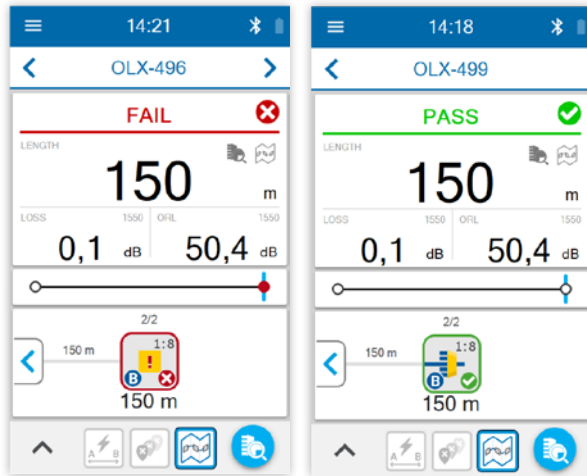 14:21
OLX-496
FAIL
LENGTH
150 m
LOSS 1550 ORL 1550
0,1 dB 50,4 dB
2/2
150 m
1:8
!
B
150 m
A B
14:18
OLX-499
PASS
LENGTH
150 m
LOSS 1550 ORL 1550
0,1 dB 50,4 dB
2/2
150 m
1:8
B
150 m
A B